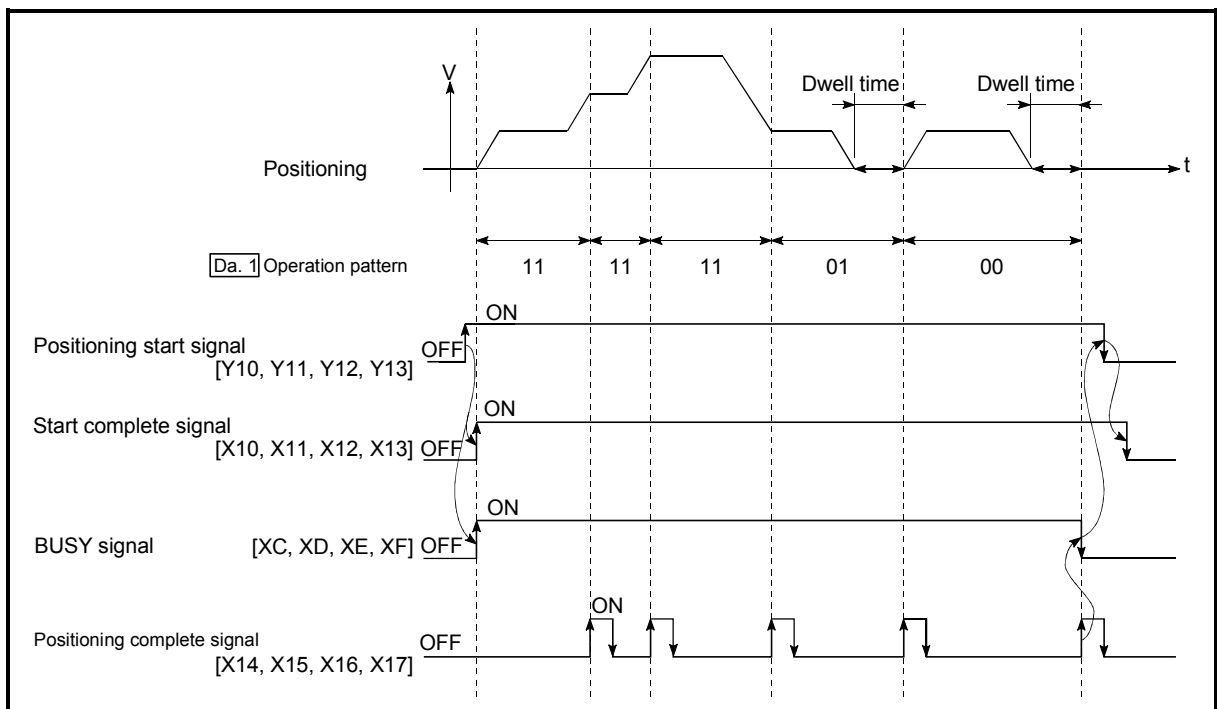 V
Dwell time
Dwell time
Positioning
t
Da. 1 Operation pattern
11
11
11
01
00
ON
Positioning start signal
OFF
[Y10, Y11, Y12, Y13]
ON
Start complete signal
[X10, X11, X12, X13]
OFF
ON
BUSY signal
[XC, XD, XE, XF]
OFF
ON
Positioning complete signal
OFF
[X14, X15, X16, X17]